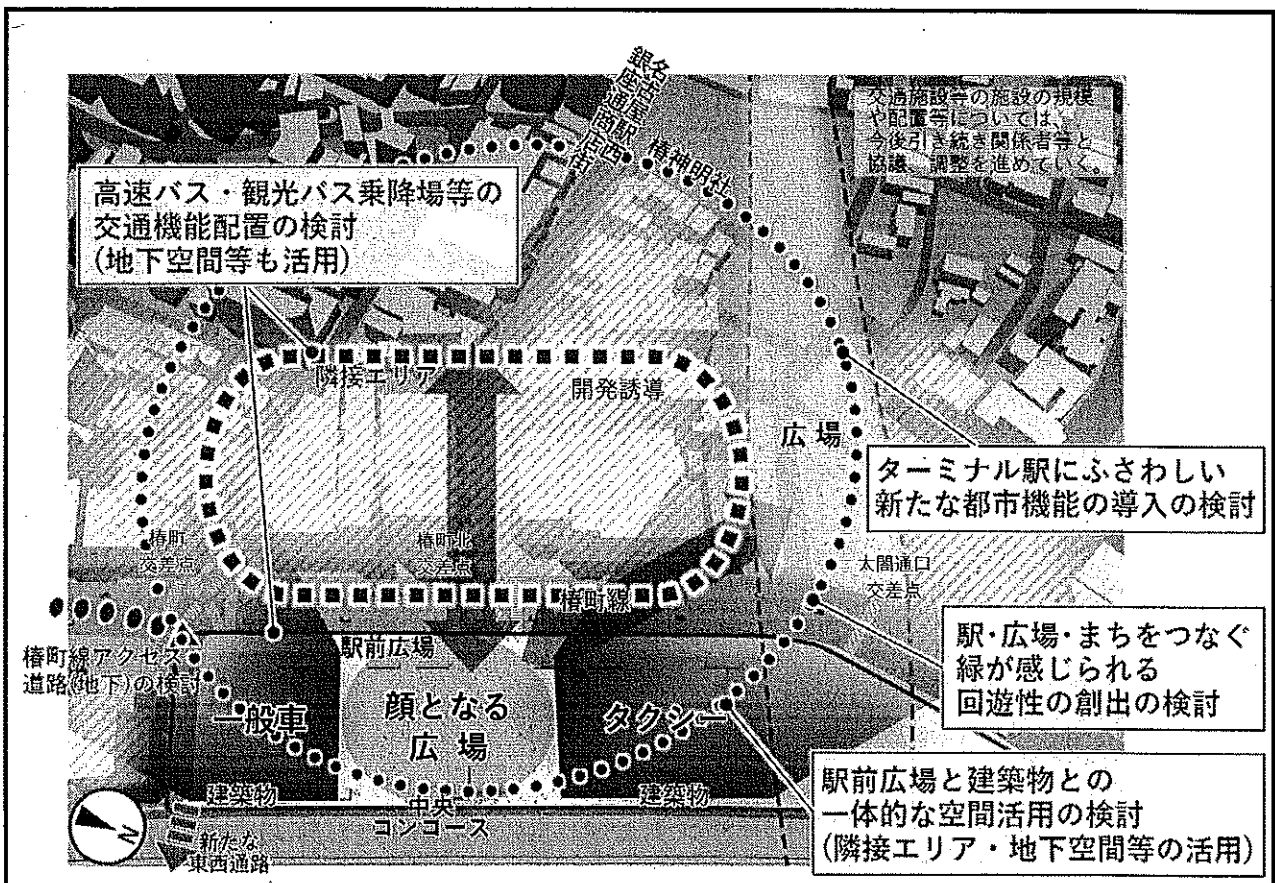 名古屋駅西
銀座通商店街
椿神明社
交通施設等の施設の規模
や配置等については、
今後引き続き関係者等と
協議、調整を進めていく。
高速バス・観光バス乗降場等の
交通機能配置の検討
(地下空間等も活用)
隣接エリア
開発誘導
広場
ターミナル駅にふさわしい
新たな都市機能の導入の検討
椿町
交差点
椿町北
交差点
太閤通口
交差点
椿町線
駅前広場
椿町線アクセス
道路(地下)の検討
駅・広場・まちをつなぐ
緑が感じられる
回遊性の創出の検討
一般車
顔となる
広場
タクシー
駅前広場と建築物との
一体的な空間活用の検討
(隣接エリア・地下空間等の活用)
建築物
中央
コンコース
建築物
N
新たな
東西通路